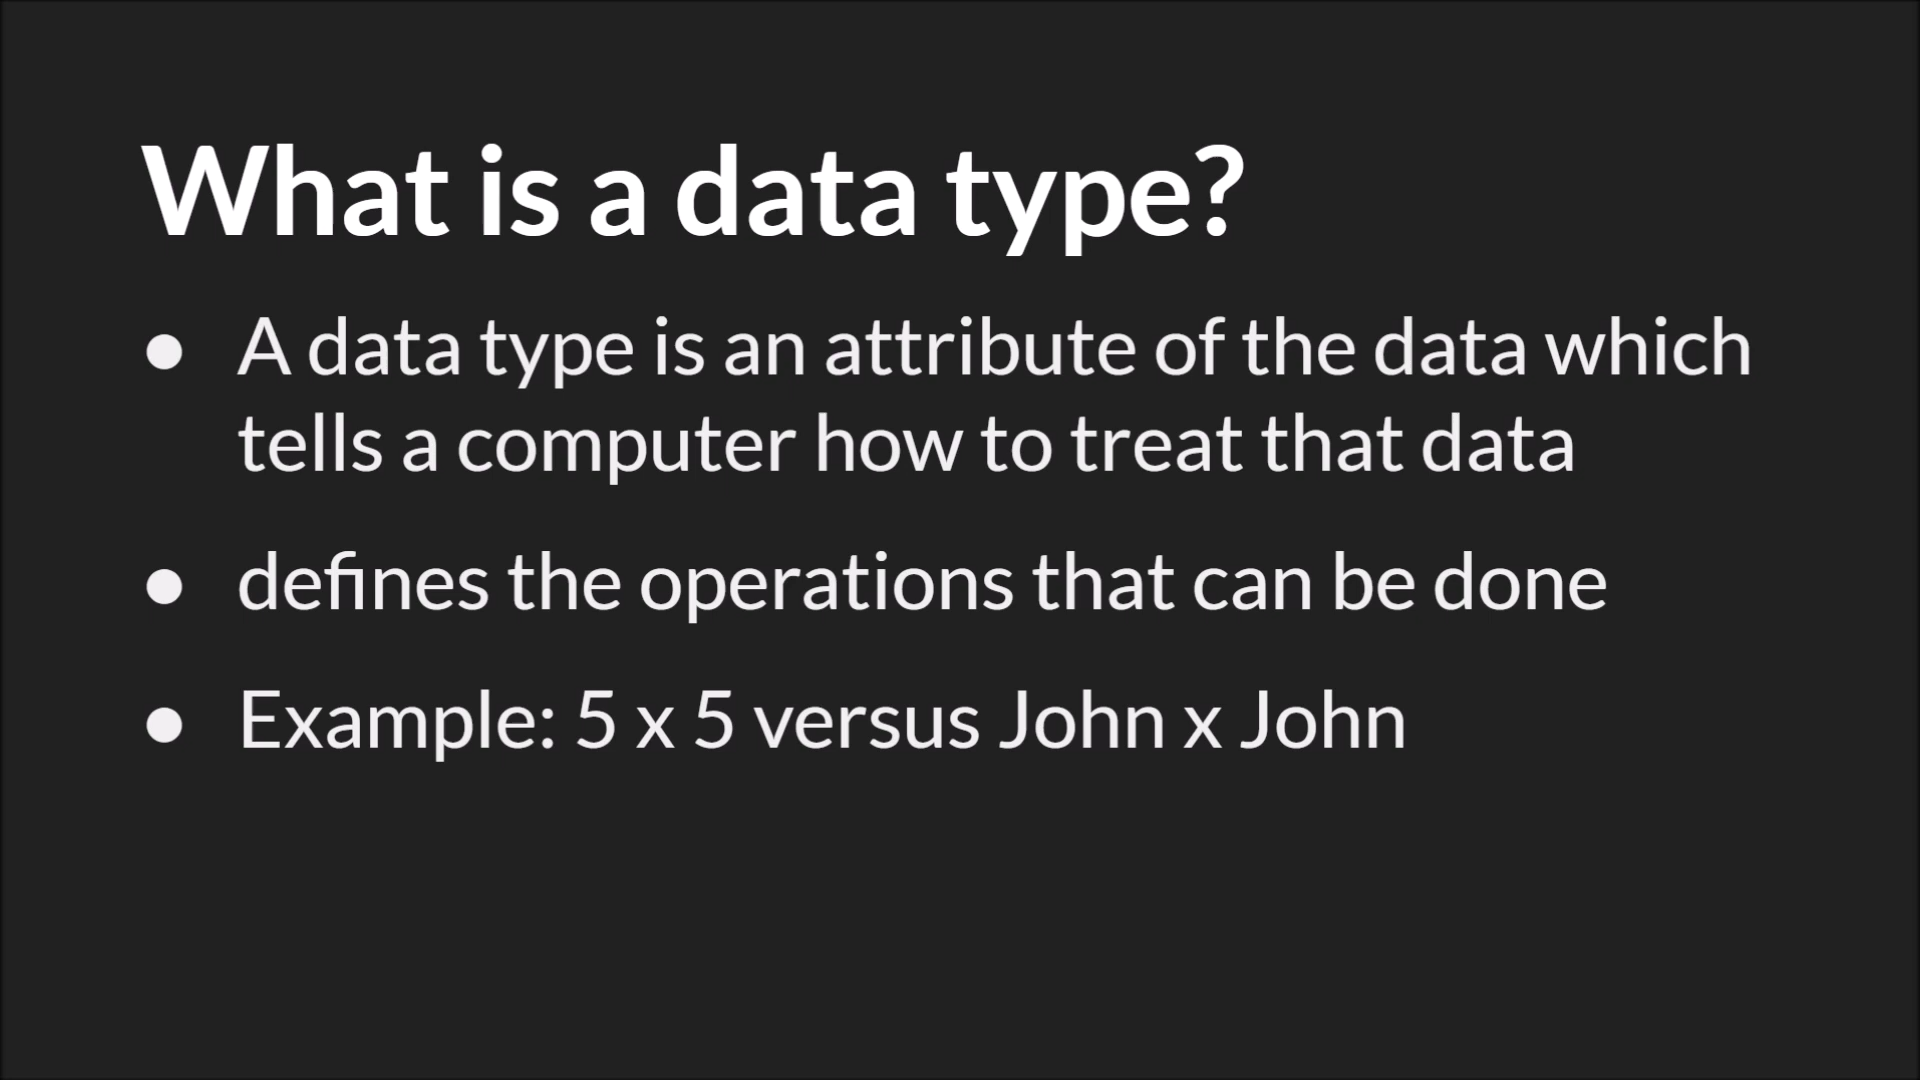 What is a data type?
● A data type is an attribute of the data which
tells a computer how to treat that data
● defines the operations that can be done
● Example: 5 x 5 versus John x John